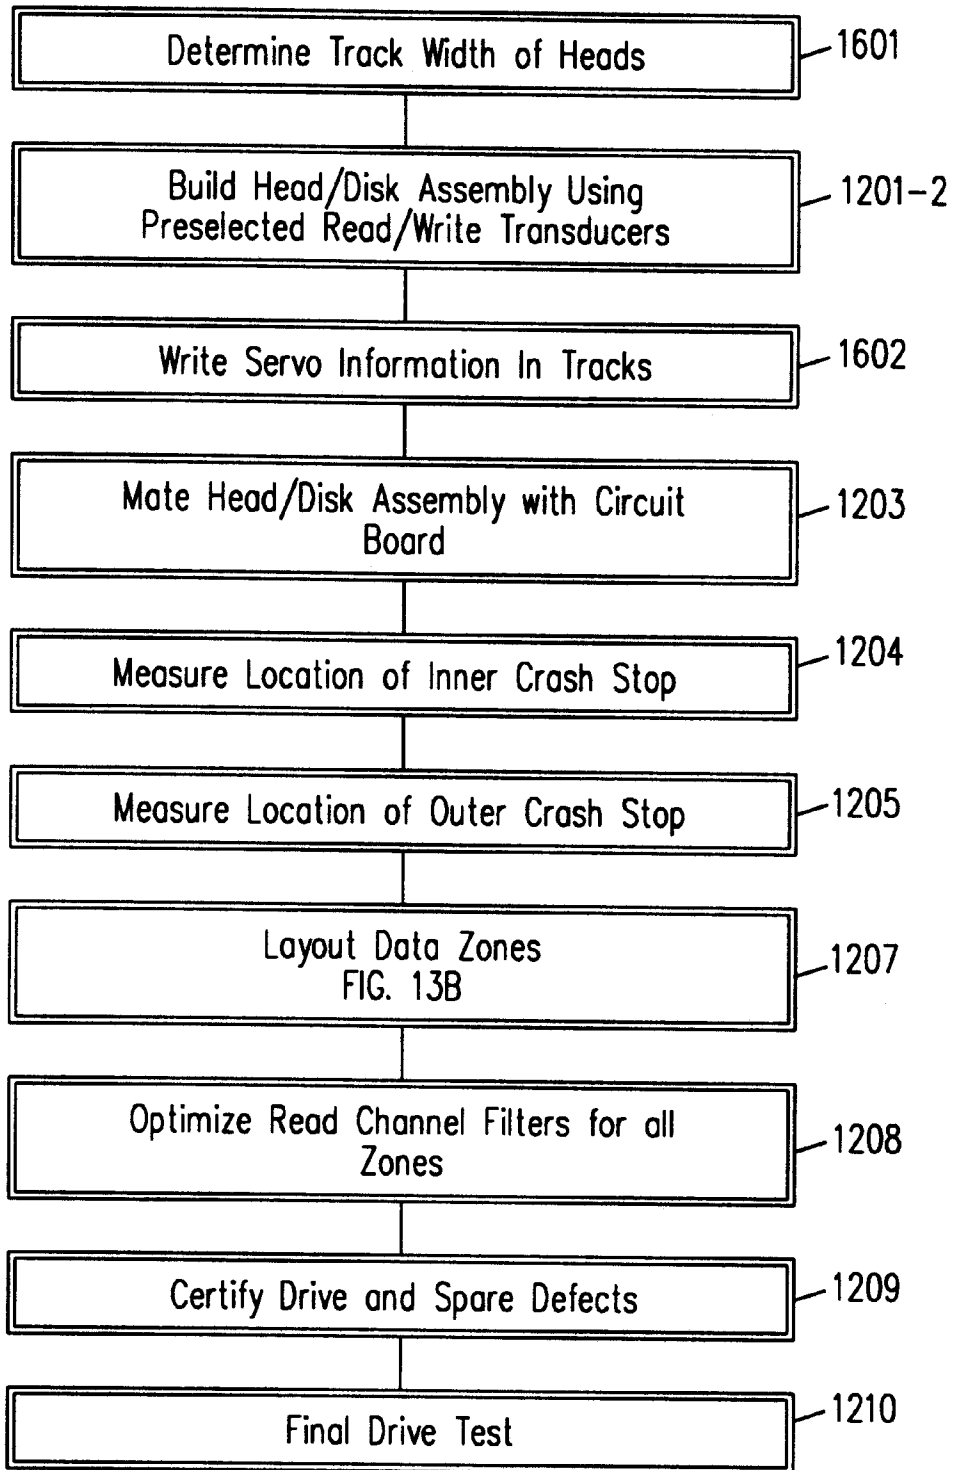 Determine Track Width of Heads
1601
Build Head/Disk Assembly Using
Preselected Read/Write Transducers
1201-2
Write Servo Information In Tracks
1602
Mate Head/Disk Assembly with Circuit
Board
1203
Measure Location of Inner Crash Stop
1204
Measure Location of Outer Crash Stop
1205
Layout Data Zones
FIG. 13B
1207
Optimize Read Channel Filters for all
Zones
1208
Certify Drive and Spare Defects
1209
Final Drive Test
1210